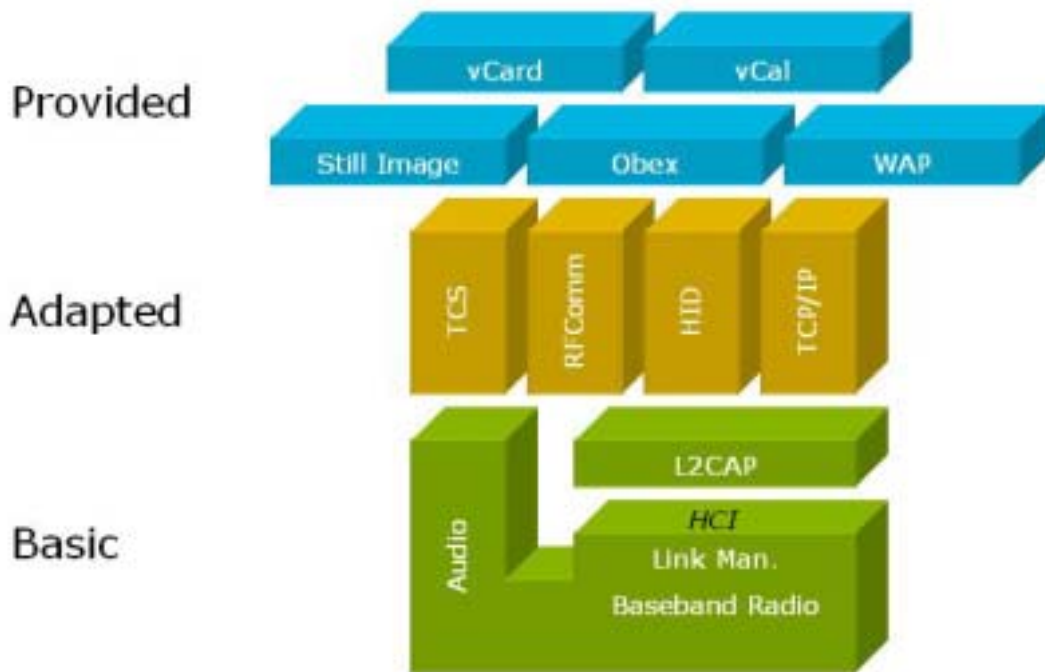 Provided
vCard
vCal
Still Image
Obex
WAP
Adapted
TCS
RFComm
HID
TCP/IP
Basic
Audio
L2CAP
HCI
Link Man.
Baseband Radio